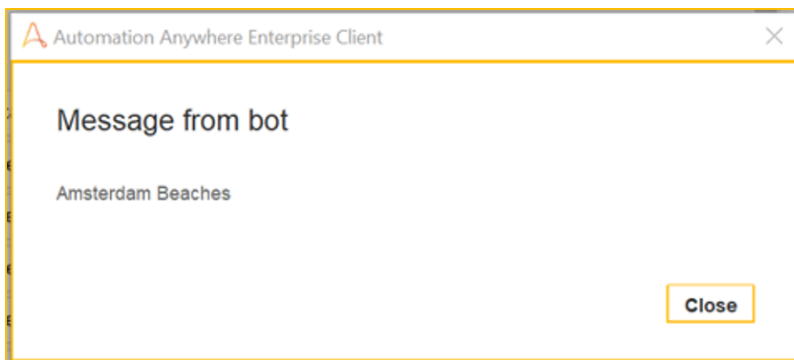 Automation Anywhere Enterprise Client
Message from bot
Amsterdam Beaches
Close